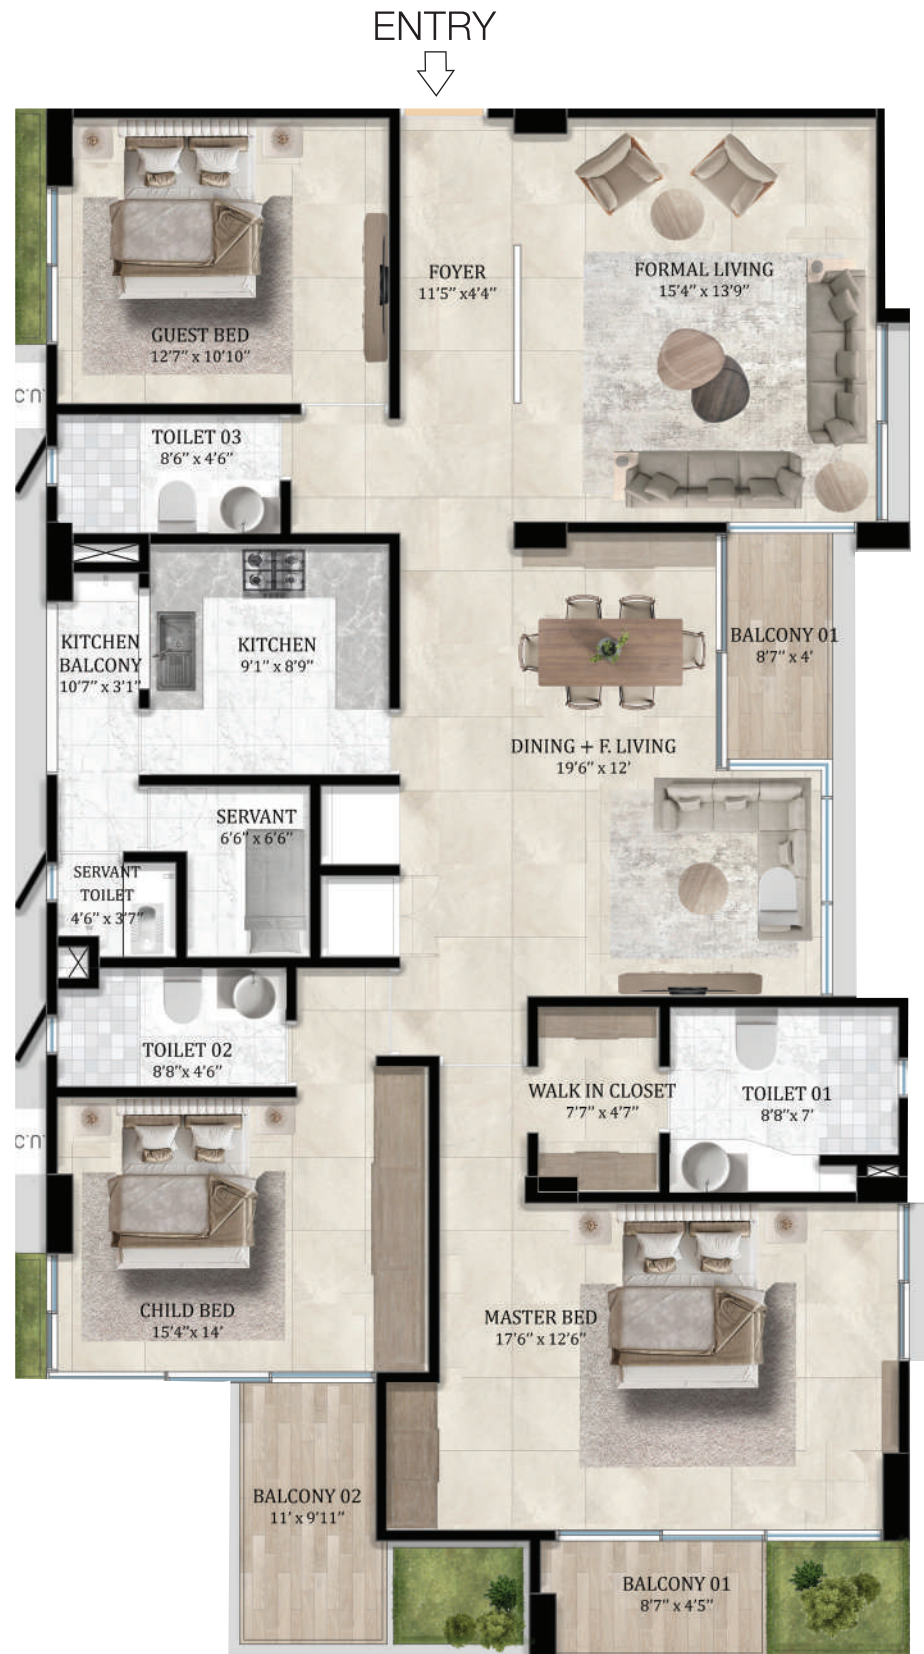 ENTRY
FOYER
11'5" x4'4"
FORMAL LIVING
15'4" x 13'9"
GUEST BED
12'7" x 10'10"
TOILET 03
8'6" x 4'6"
KITCHEN
BALCONY
10'7" x 3'1"
KITCHEN
9'1" x 8'9"
BALCONY 01
8'7" x 4'
DINING + F. LIVING
19'6" x 12'
SERVANT
6'6" x 6'6"
SERVANT
TOILET
4'6" x 3'7"
TOILET 02
8'8"x 4'6"
WALK IN CLOSET
7'7" x 4'7"
TOILET 01
8'8"x 7'
CHILD BED
15'4"x 14'
MASTER BED
17'6" x 12'6"
BALCONY 02
11' x 9'11"
BALCONY 01
8'7" x 4'5"